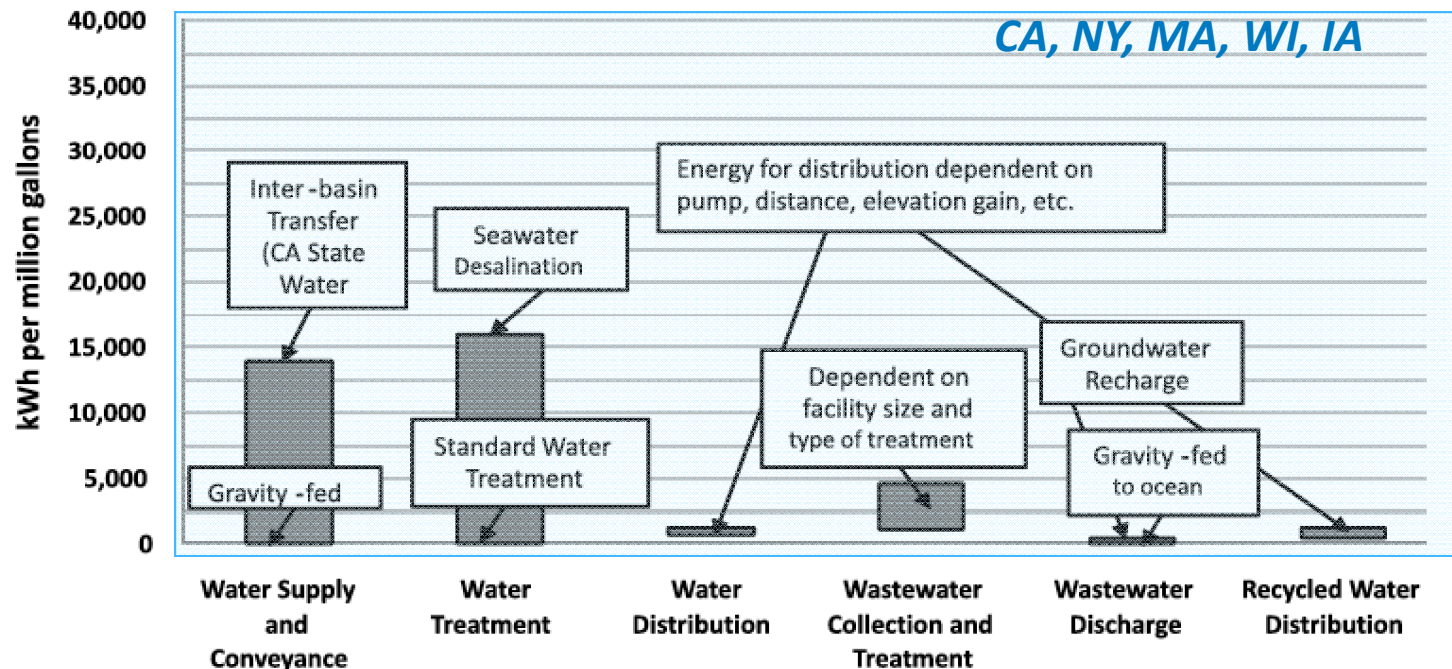 CA, NY, MA, WI, IA
kWh per million gallons
40,000
35,000
30,000
25,000
20,000
15,000
10,000
5,000
0
Inter -basin
Transfer
(CA State
Water
Gravity -fed
Seawater
Desalination
Standard Water
Treatment
Energy for distribution dependent on
pump, distance, elevation gain, etc.
Dependent on
facility size and
type of treatment
Groundwater
Recharge
Gravity -fed
to ocean
Water Supply
and
Conveyance
Water
Treatment
Water
Distribution
Wastewater
Collection and
Treatment
Wastewater
Discharge
Recycled Water
Distribution